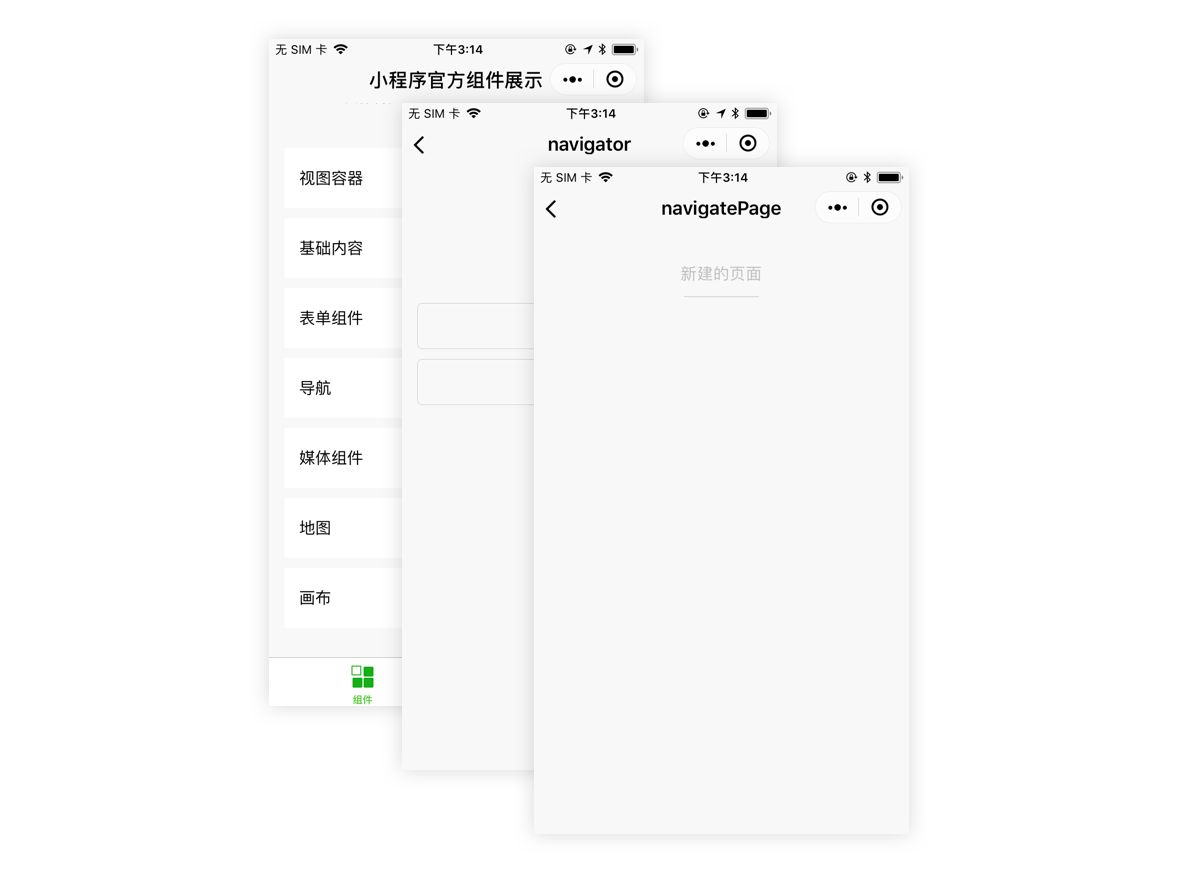 无 SIM 卡 下午3:14
小程序官方组件展示
视图容器
基础内容
表单组件
导航
媒体组件
地图
画布
组件
无 SIM 卡 下午3:14
navigator
无 SIM 卡 下午3:14
navigatePage
新建的页面